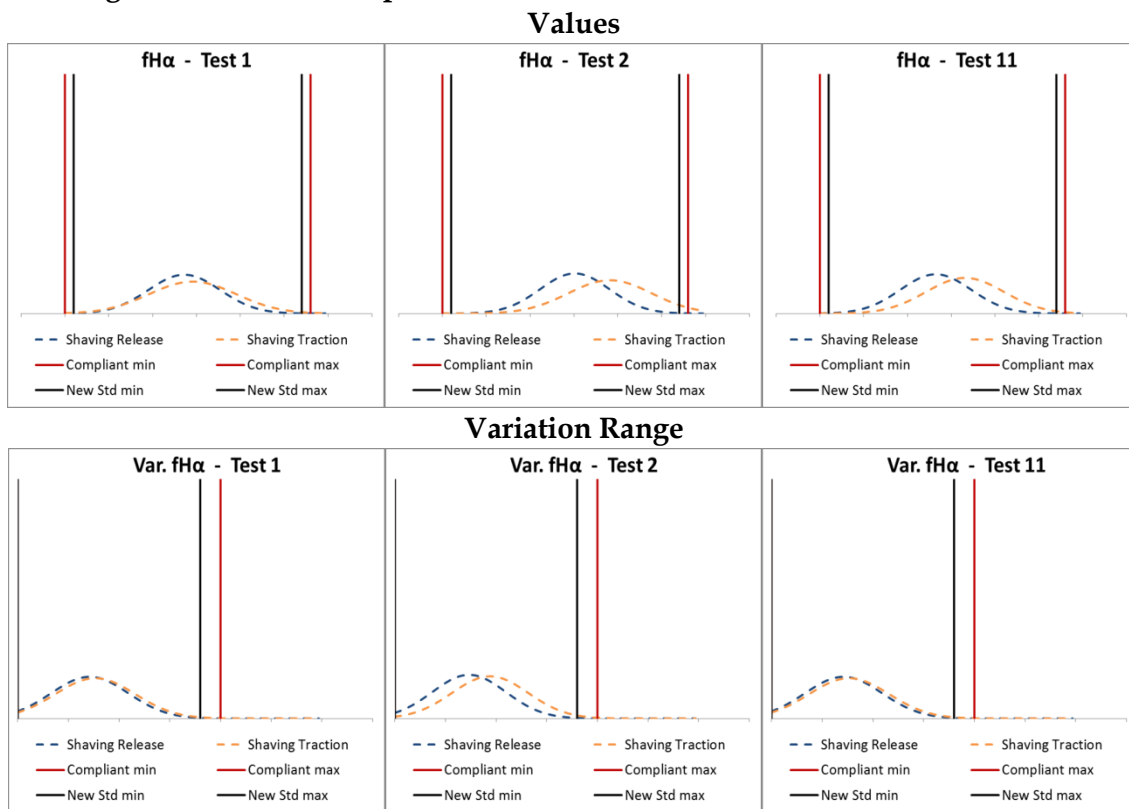 Values
fHα - Test 1
Shaving Release Shaving Traction
Compliant min Compliant max
New Std min New Std max
fHα - Test 2
Shaving Release Shaving Traction
Compliant min Compliant max
New Std min New Std max
fHα - Test 11
Shaving Release Shaving Traction
Compliant min Compliant max
New Std min New Std max
Variation Range
Var. fHα - Test 1
Shaving Release Shaving Traction
Compliant min Compliant max
New Std min New Std max
Var. fHα - Test 2
Shaving Release Shaving Traction
Compliant min Compliant max
New Std min New Std max
Var. fHα - Test 11
Shaving Release Shaving Traction
Compliant min Compliant max
New Std min New Std max